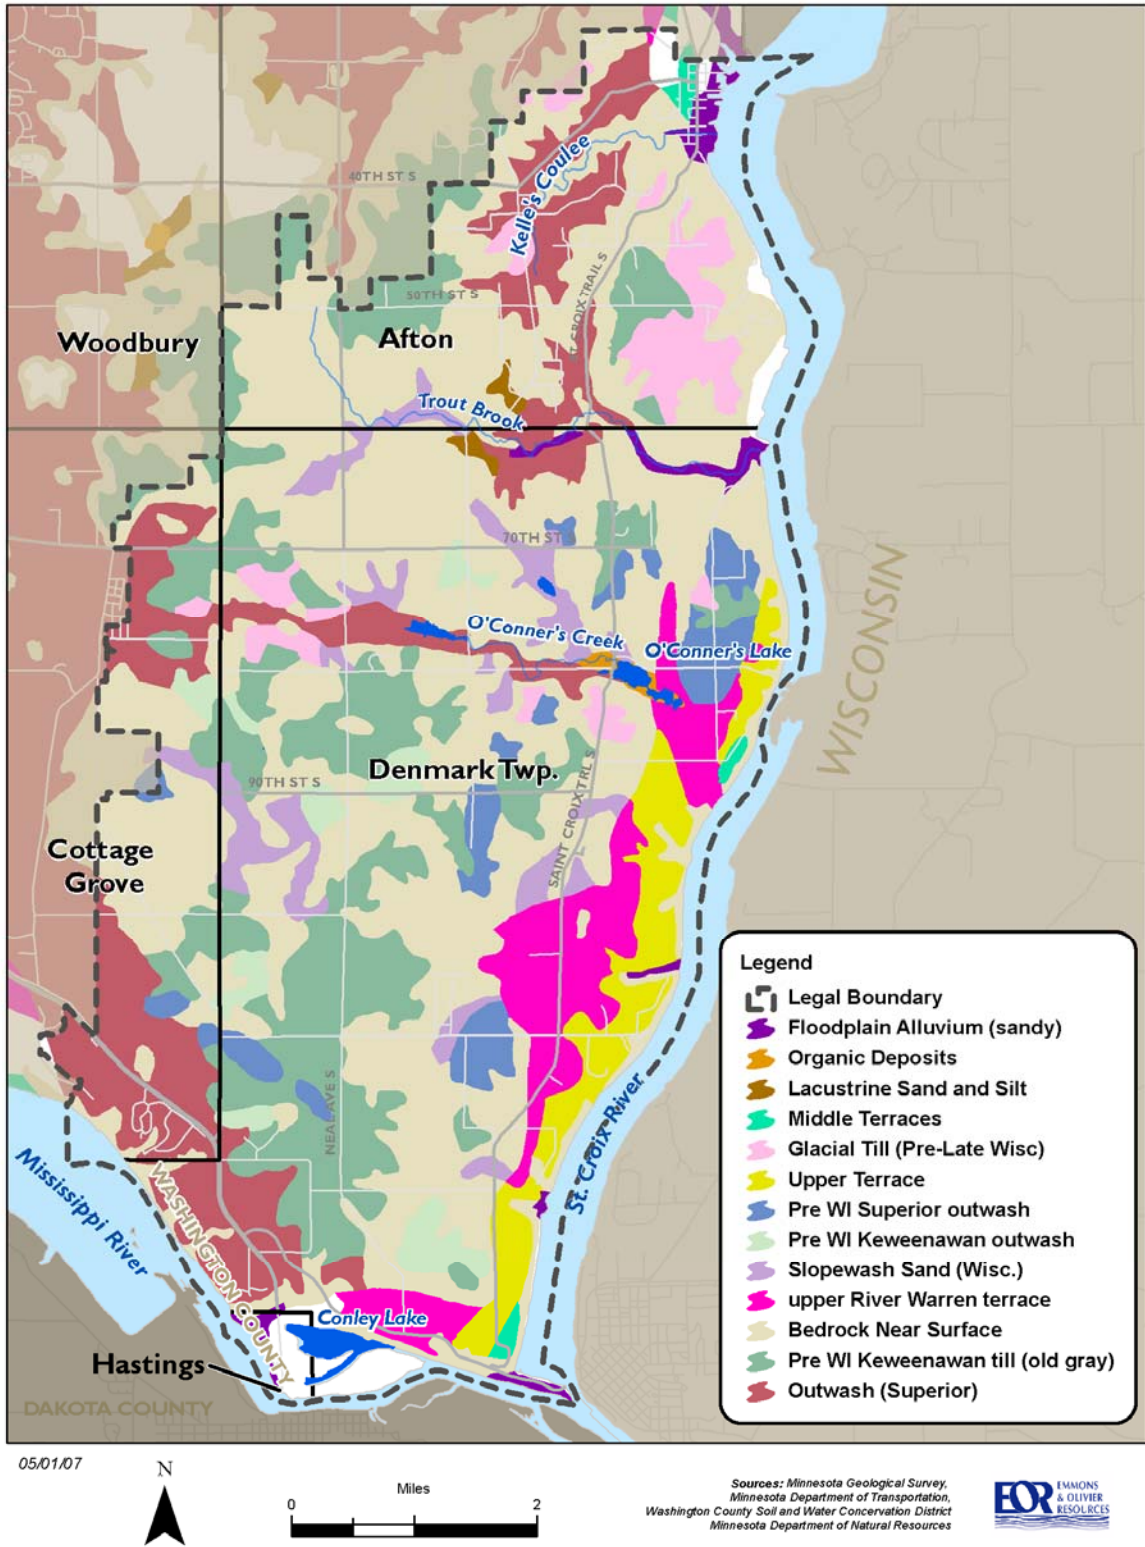 Kelle's Coulee
40TH ST S
50TH ST S
ST CROIX TRAIL S
Woodbury
Afton
Trout Brook
70TH ST S
WISCONSIN
O'Conner's Creek
O'Conner's Lake
Denmark Twp.
90TH ST S
SAINT CROIX TRL S
Cottage
Grove
NEAL AVE S
St. Croix River
Mississippi River
WASHINGTON COUNTY
Conley Lake
Hastings
DAKOTA COUNTY
Legend
Legal Boundary
Floodplain Alluvium (sandy)
Organic Deposits
Lacustrine Sand and Silt
Middle Terraces
Glacial Till (Pre-Late Wisc)
Upper Terrace
Pre WI Superior outwash
Pre WI Keweenawan outwash
Slopewash Sand (Wisc.)
upper River Warren terrace
Bedrock Near Surface
Pre WI Keweenawan till (old gray)
Outwash (Superior)
05/01/07
N
Miles
0 2
Sources: Minnesota Geological Survey,
Minnesota Department of Transportation,
Washington County Soil and Water Concervation District
Minnesota Department of Natural Resources
EOR
EMMONS
& OLIVIER
RESOURCES